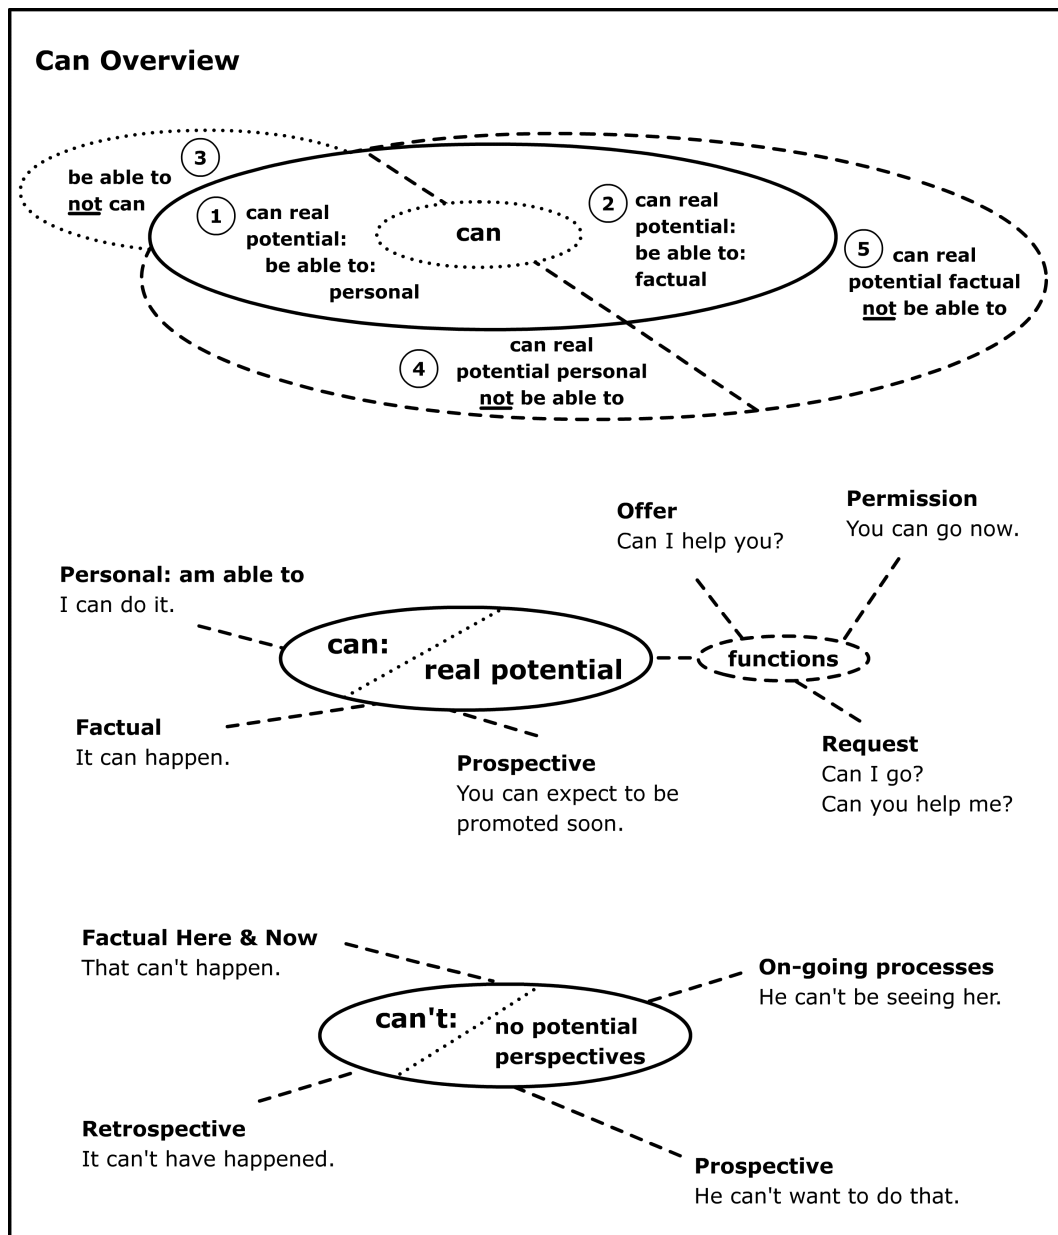 Can Overview
3
be able to
not can
1
can real
potential:
be able to:
personal
can
2
can real
potential:
be able to:
factual
5
can real
potential factual
not be able to
4
can real
potential personal
not be able to
Offer
Can I help you?
Permission
You can go now.
Personal: am able to
I can do it.
can:
real potential
functions
Factual
It can happen.
Prospective
You can expect to be
promoted soon.
Request
Can I go?
Can you help me?
Factual Here & Now
That can't happen.
On-going processes
He can't be seeing her.
can't:
no potential
perspectives
Retrospective
It can't have happened.
Prospective
He can't want to do that.